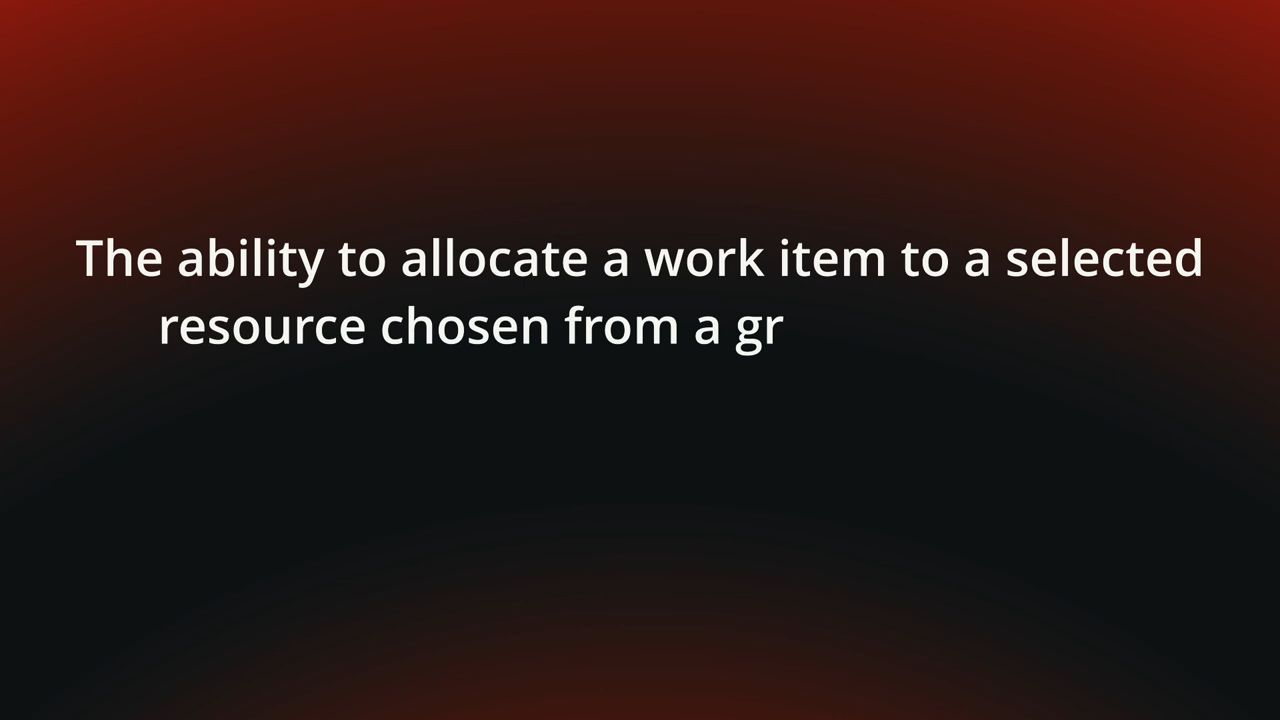 The ability to allocate a work item to a selected
resource chosen from a gr